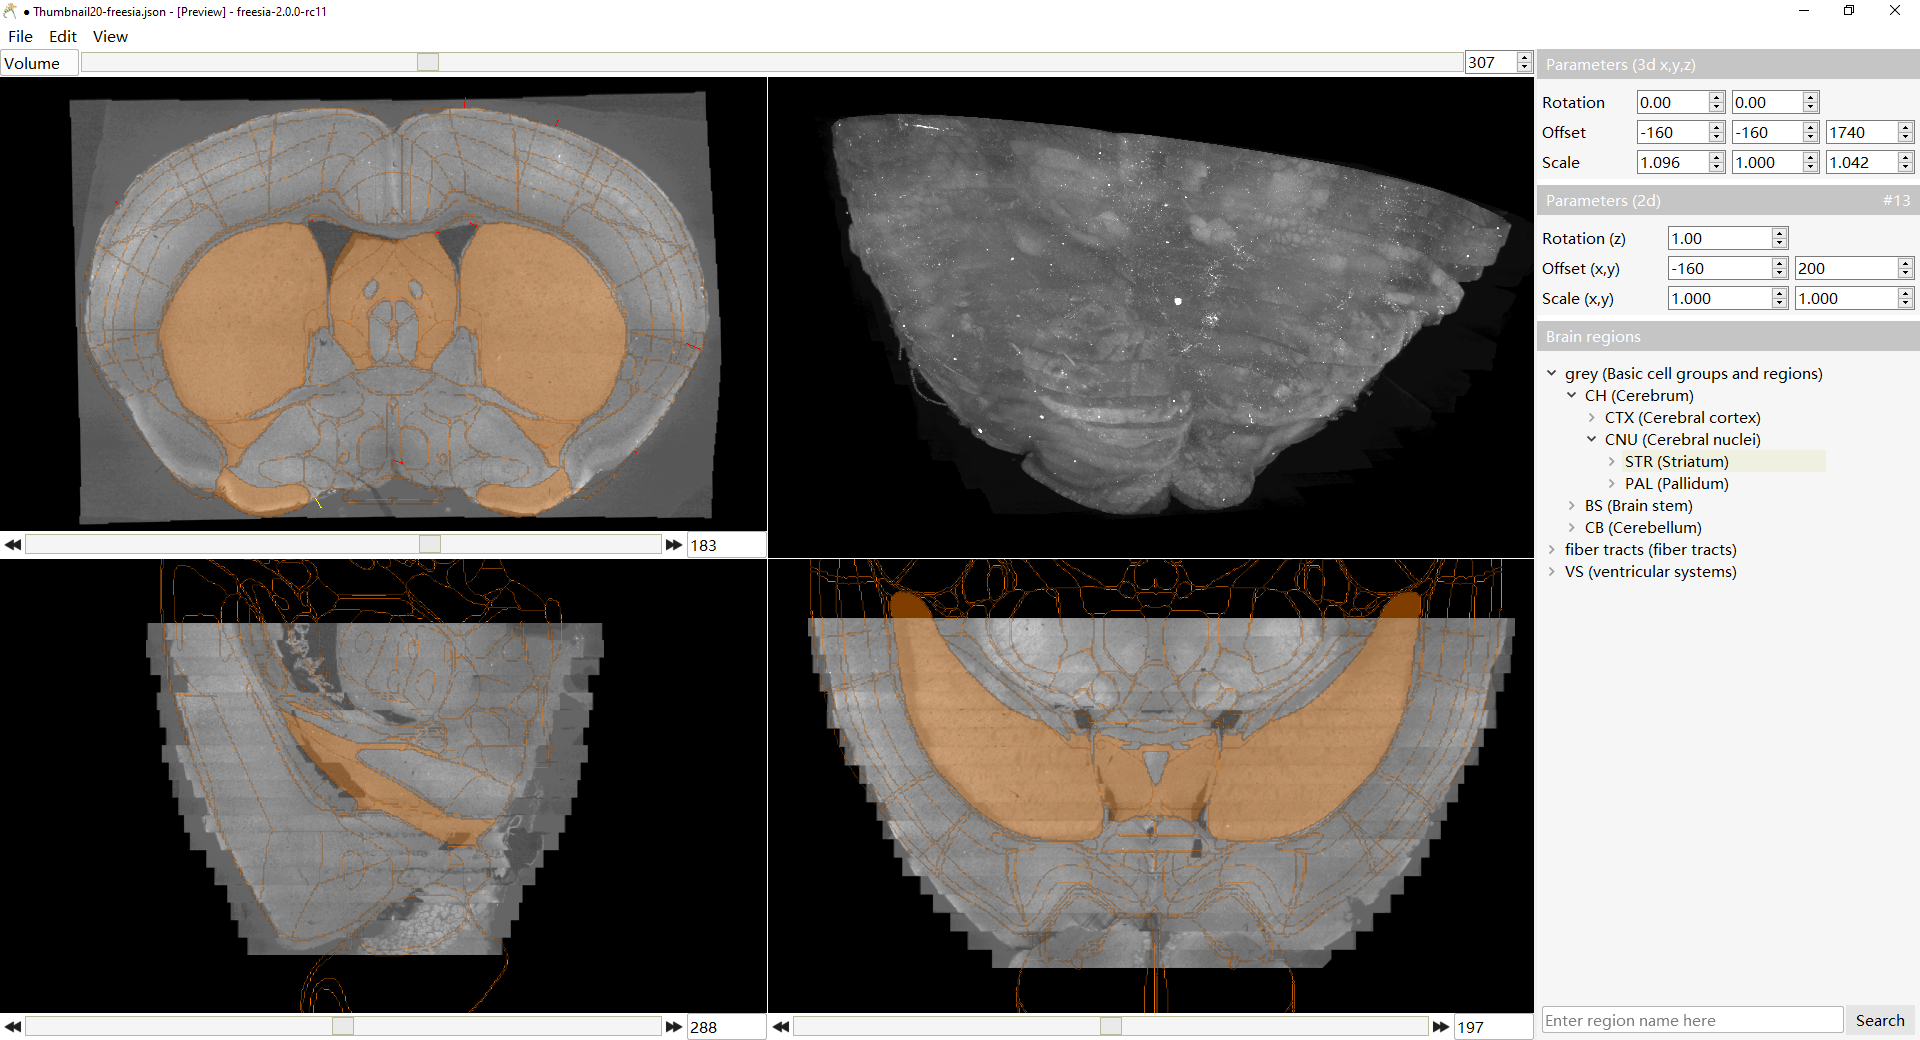 ● Thumbnail20-freesia.json - [Preview] - freesia-2.0.0-rc11
File Edit View
Volume 307
183
288
197
Parameters (3d x,y,z)
Rotation 0.00 0.00
Offset -160 -160 1740
Scale 1.096 1.000 1.042
Parameters (2d) #13
Rotation (z) 1.00
Offset (x,y) -160 200
Scale (x,y) 1.000 1.000
Brain regions
grey (Basic cell groups and regions)
CH (Cerebrum)
CTX (Cerebral cortex)
CNU (Cerebral nuclei)
STR (Striatum)
PAL (Pallidum)
BS (Brain stem)
CB (Cerebellum)
fiber tracts (fiber tracts)
VS (ventricular systems)
Enter region name here Search